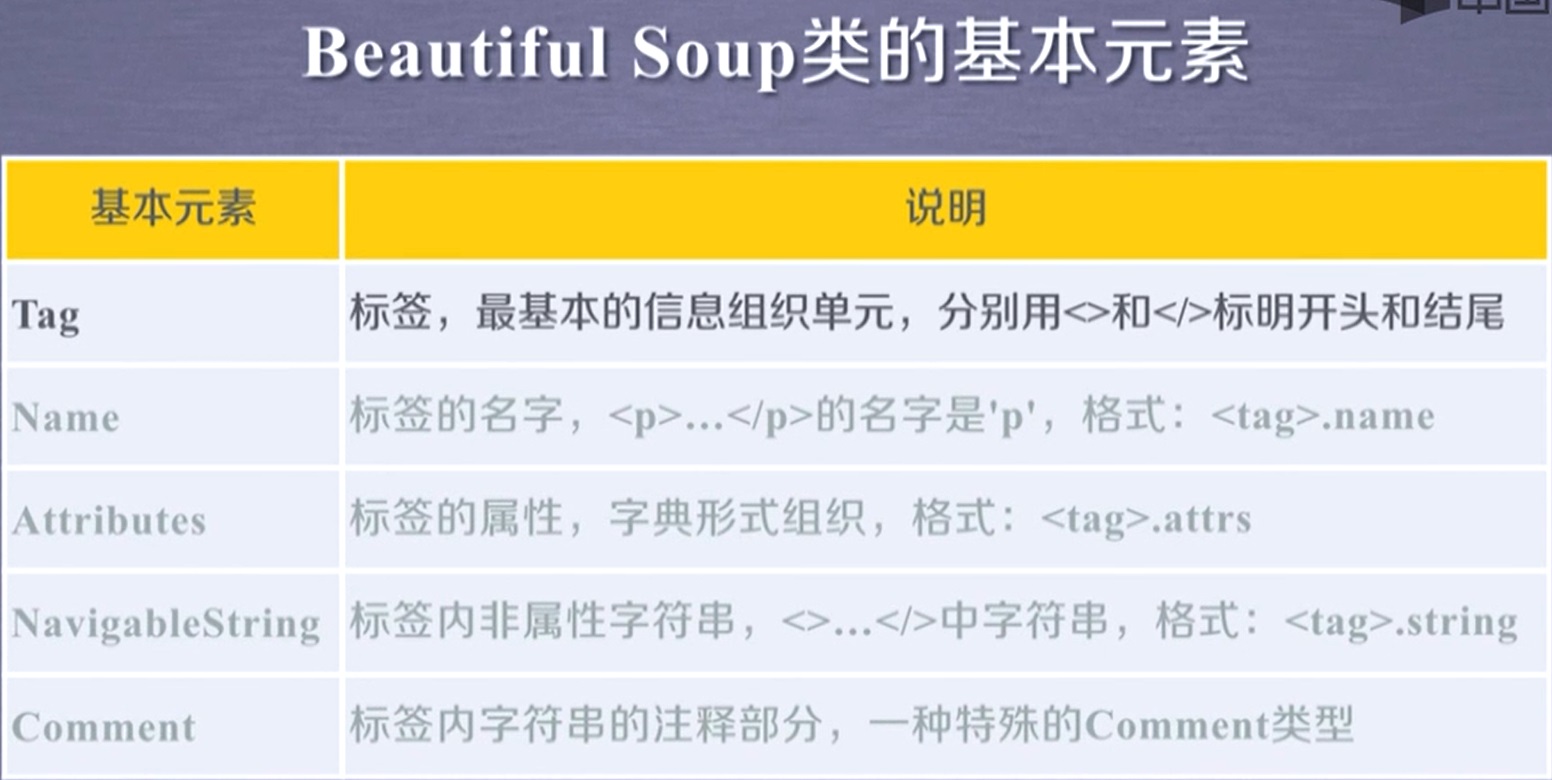 Beautiful Soup类的基本元素
基本元素 说明
Tag 标签，最基本的信息组织单元，分别用<>和</>标明开头和结尾
Name 标签的名字，<p>…</p>的名字是'p'，格式：<tag>.name
Attributes 标签的属性，字典形式组织，格式：<tag>.attrs
NavigableString 标签内非属性字符串，<>…</>中字符串，格式：<tag>.string
Comment 标签内字符串的注释部分，一种特殊的Comment类型